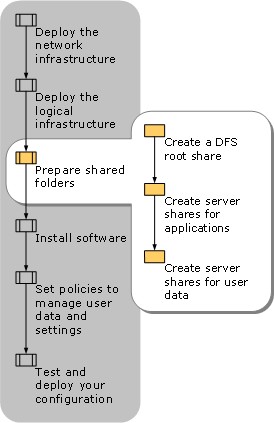 Deploy the
network
infrastructure
Deploy the
logical
infrastructure
Prepare shared
folders
Install software
Set policies to
manage user
data and
settings
Test and
deploy your
configuration
Create a DFS
root share
Create server
shares for
applications
Create server
shares for user
data